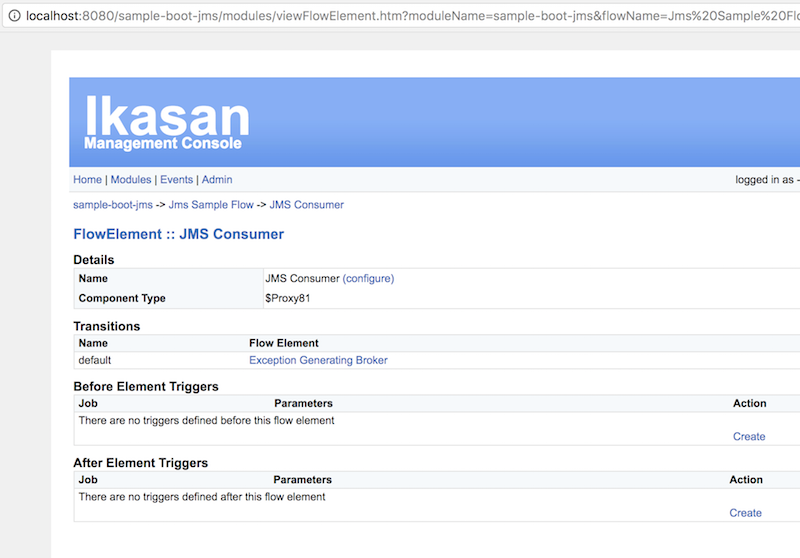 localhost:8080/sample-boot-jms/modules/viewFlowElement.htm?moduleName=sample-boot-jms&flowName=Jms%20Sample%20Flo
Ikasan
Management Console
Home | Modules | Events | Admin logged in as -
sample-boot-jms -> Jms Sample Flow -> JMS Consumer
FlowElement :: JMS Consumer
Details
Name JMS Consumer (configure)
Component Type $Proxy81
Transitions
Name Flow Element
default Exception Generating Broker
Before Element Triggers
Job Parameters Action
There are no triggers defined before this flow element
Create
After Element Triggers
Job Parameters Action
There are no triggers defined after this flow element
Create